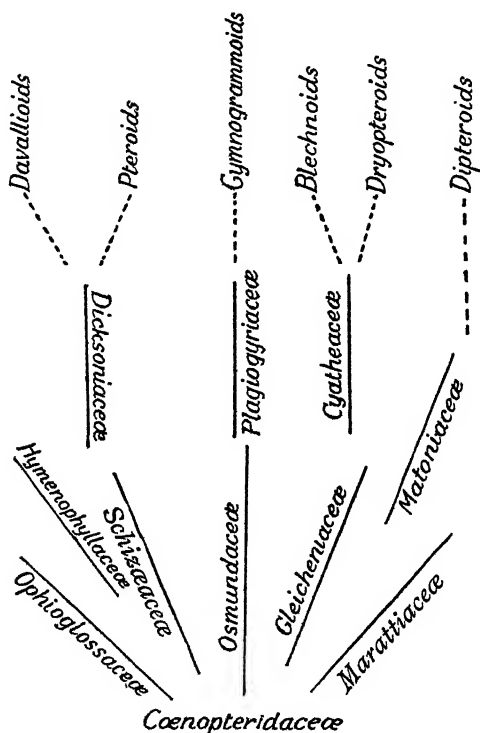 Davallioids
Pteroids
Gymnogrammoids
Blechnoids
Dryopteroids
Dipteroids
Dicksoniaceæ
Plagiogyriaceæ
Cyatheaceæ
Matoniaceæ
Hymenophyllaceæ
Schizæaceæ
Osmundaceæ
Gleicheniaceæ
Ophioglossaceæ
Marattiaceæ
Cœnopteridaceæ